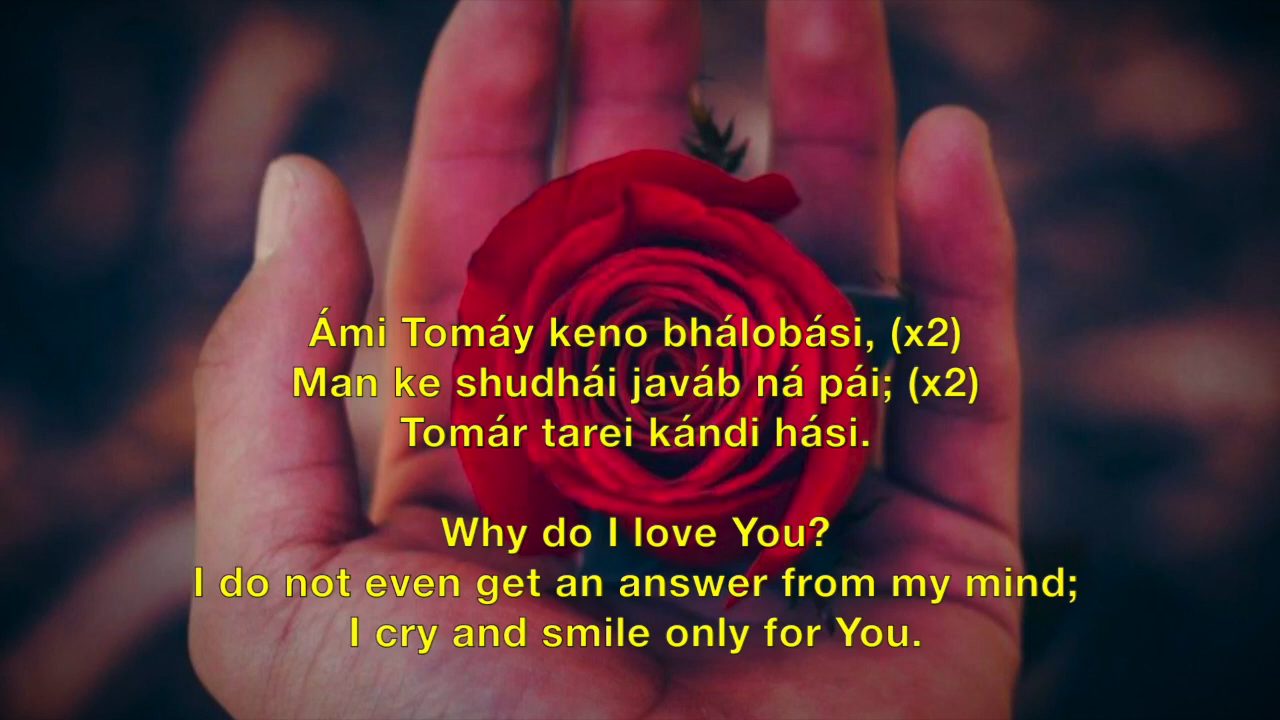 Ámi Tomáy keno bhálobási, (x2)
Man ke shudhái javáb ná pái; (x2)
Tomár tarei kándi hási.
Why do I love You?
I do not even get an answer from my mind;
I cry and smile only for You.